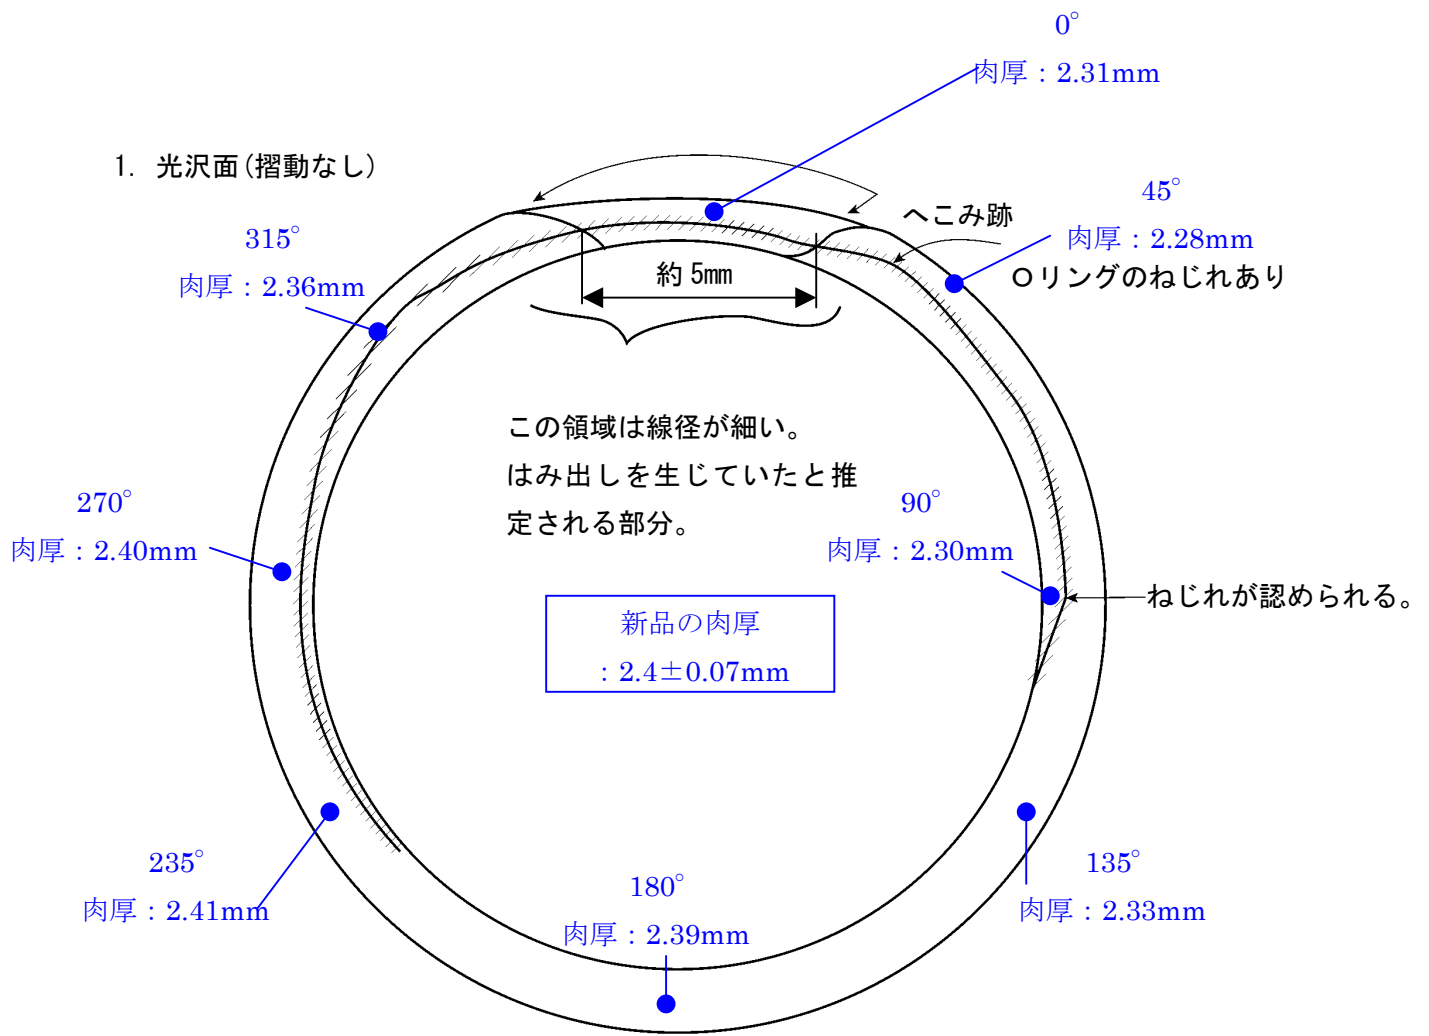 0°
肉厚：2.31mm
1. 光沢面(摺動なし)
45°
肉厚：2.28mm
へこみ跡
Oリングのねじれあり
315°
肉厚：2.36mm
約5mm
この領域は線径が細い。
はみ出しを生じていたと推
定される部分。
270°
肉厚：2.40mm
90°
肉厚：2.30mm
ねじれが認められる。
新品の肉厚
：2.4±0.07mm
235°
肉厚：2.41mm
180°
肉厚：2.39mm
135°
肉厚：2.33mm